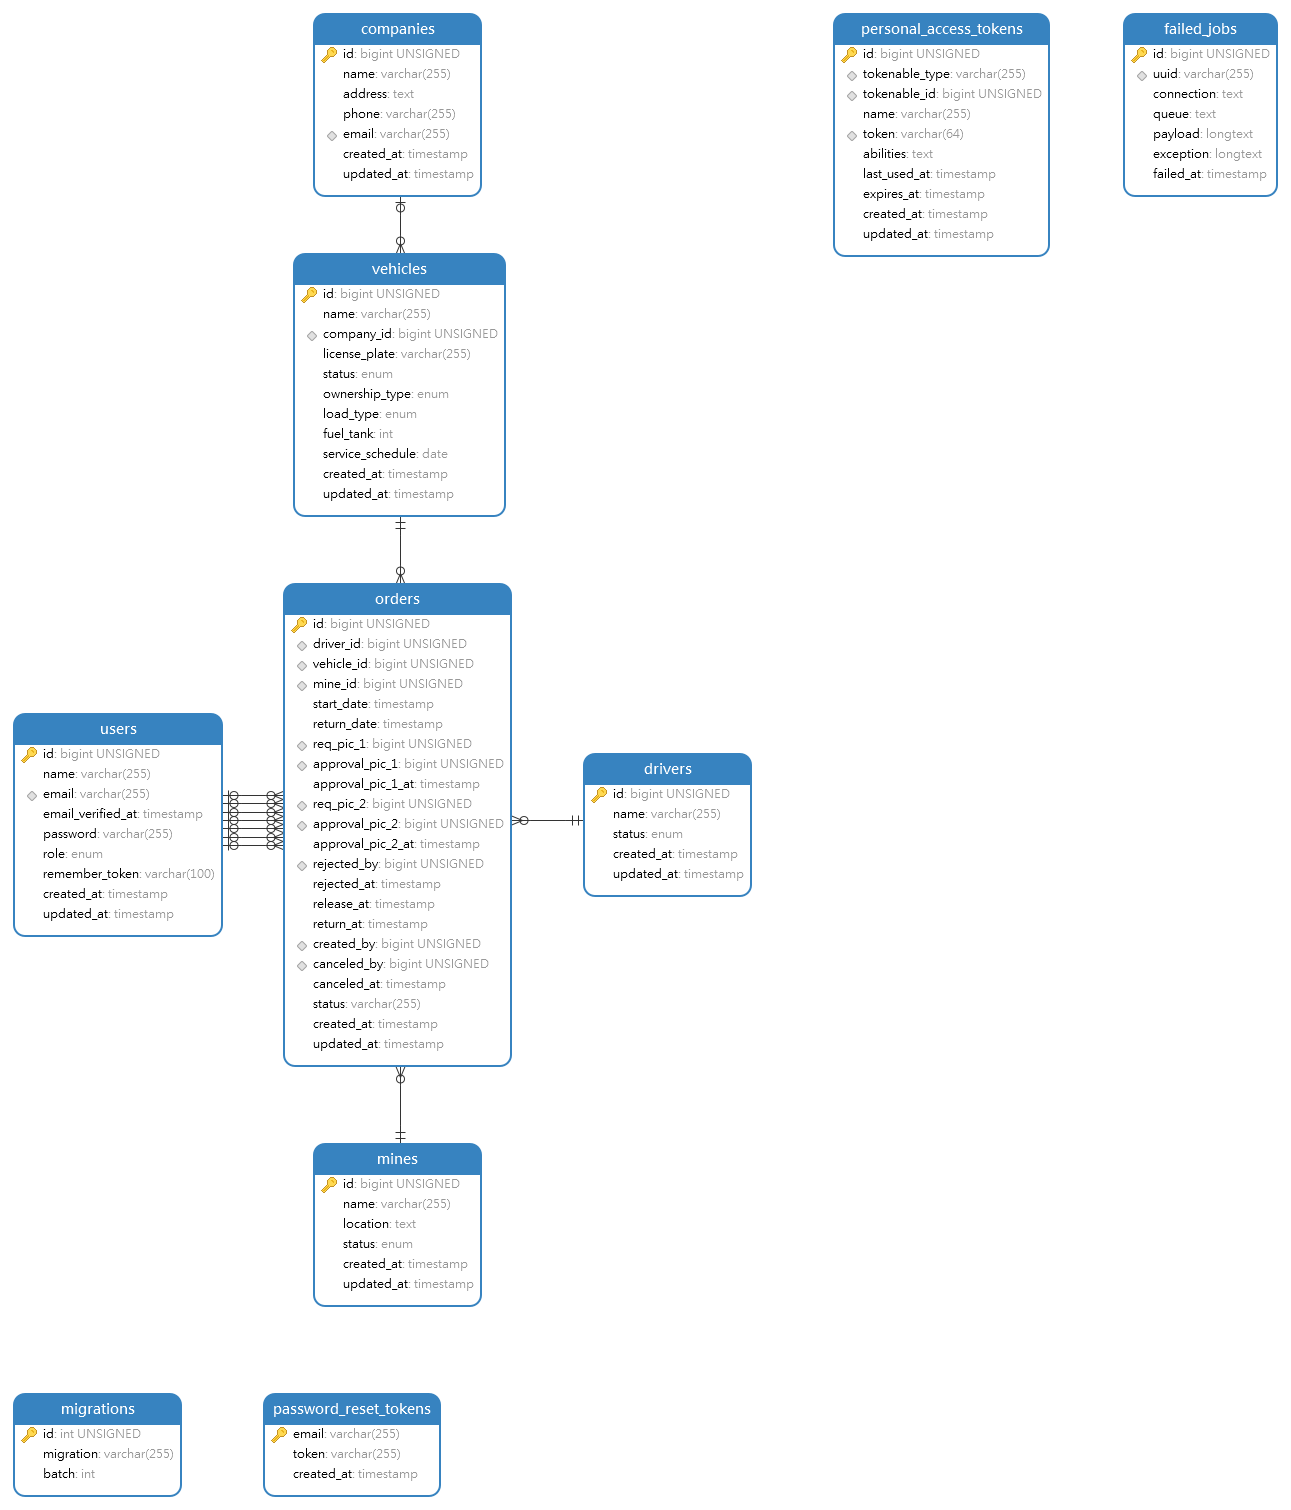 companies
id: bigint UNSIGNED
name: varchar(255)
address: text
phone: varchar(255)
email: varchar(255)
created_at: timestamp
updated_at: timestamp
personal_access_tokens
id: bigint UNSIGNED
tokenable_type: varchar(255)
tokenable_id: bigint UNSIGNED
name: varchar(255)
token: varchar(64)
abilities: text
last_used_at: timestamp
expires_at: timestamp
created_at: timestamp
updated_at: timestamp
failed_jobs
id: bigint UNSIGNED
uuid: varchar(255)
connection: text
queue: text
payload: longtext
exception: longtext
failed_at: timestamp
vehicles
id: bigint UNSIGNED
name: varchar(255)
company_id: bigint UNSIGNED
license_plate: varchar(255)
status: enum
ownership_type: enum
load_type: enum
fuel_tank: int
service_schedule: date
created_at: timestamp
updated_at: timestamp
orders
id: bigint UNSIGNED
driver_id: bigint UNSIGNED
vehicle_id: bigint UNSIGNED
mine_id: bigint UNSIGNED
start_date: timestamp
return_date: timestamp
req_pic_1: bigint UNSIGNED
approval_pic_1: bigint UNSIGNED
approval_pic_1_at: timestamp
req_pic_2: bigint UNSIGNED
approval_pic_2: bigint UNSIGNED
approval_pic_2_at: timestamp
rejected_by: bigint UNSIGNED
rejected_at: timestamp
release_at: timestamp
return_at: timestamp
created_by: bigint UNSIGNED
canceled_by: bigint UNSIGNED
canceled_at: timestamp
status: varchar(255)
created_at: timestamp
updated_at: timestamp
users
id: bigint UNSIGNED
name: varchar(255)
email: varchar(255)
email_verified_at: timestamp
password: varchar(255)
role: enum
remember_token: varchar(100)
created_at: timestamp
updated_at: timestamp
drivers
id: bigint UNSIGNED
name: varchar(255)
status: enum
created_at: timestamp
updated_at: timestamp
mines
id: bigint UNSIGNED
name: varchar(255)
location: text
status: enum
created_at: timestamp
updated_at: timestamp
migrations
id: int UNSIGNED
migration: varchar(255)
batch: int
password_reset_tokens
email: varchar(255)
token: varchar(255)
created_at: timestamp